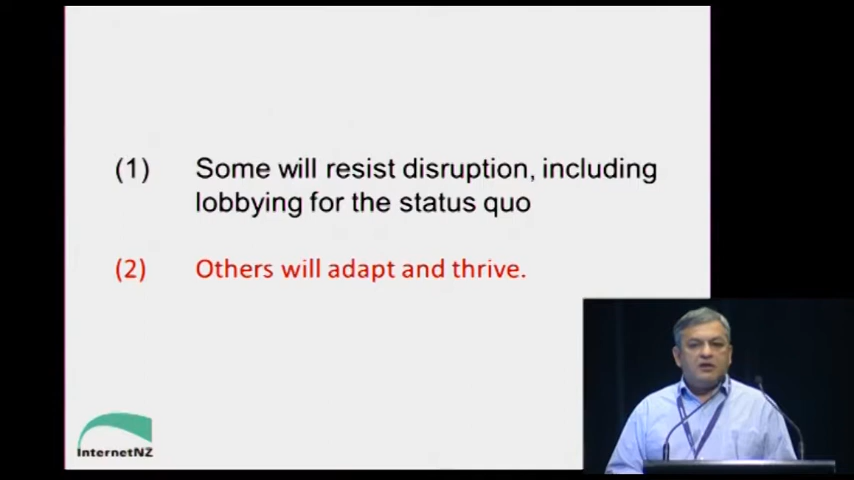 (1) Some will resist disruption, including
lobbying for the status quo
(2) Others will adapt and thrive.
InternetNZ